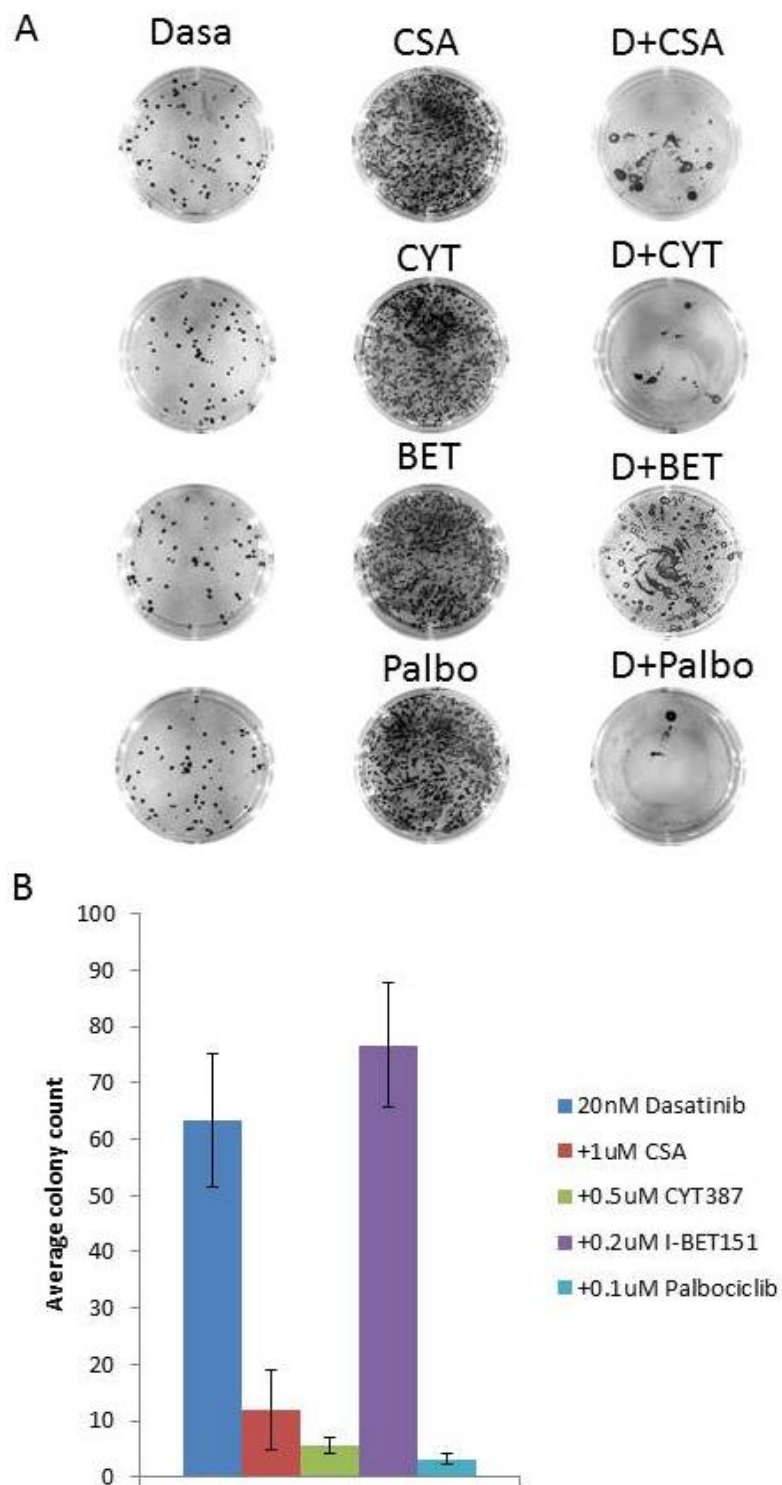 A
Dasa CSA D+CSA
CYT D+CYT
BET D+BET
Palbo D+Palbo
B
100
90
80
70
60
50
40
30
20
10
0
Average colony count
20nM Dasatinib
+1uM CSA
+0.5uM CYT387
+0.2uM I-BET151
+0.1uM Palbociclib